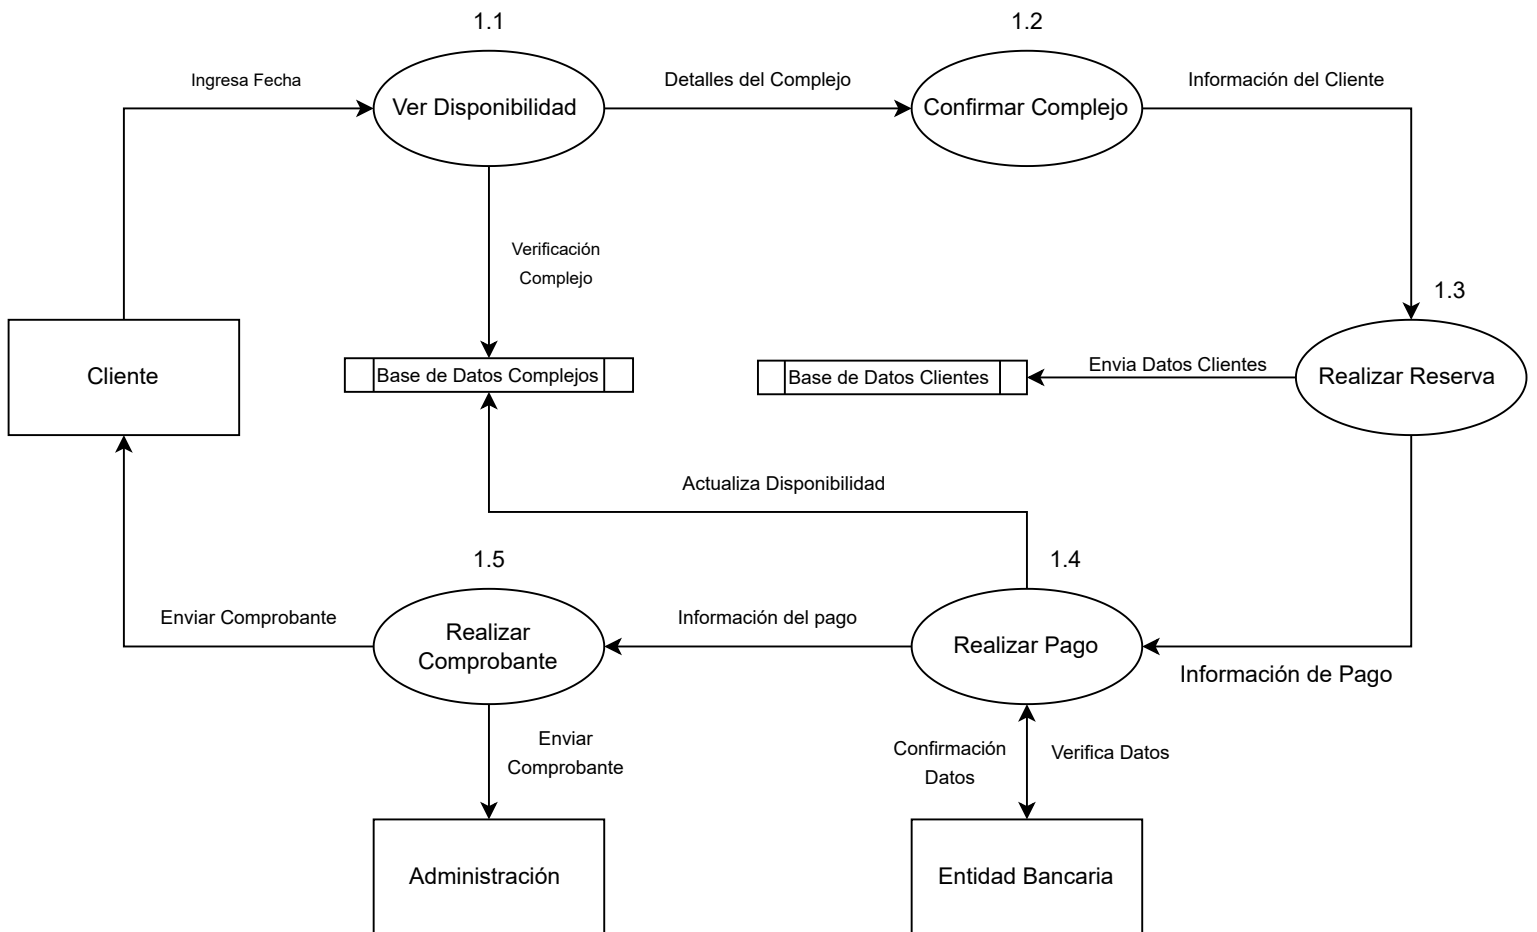 1.1
1.2
Ingresa Fecha
Detalles del Complejo
Información del Cliente
Ver Disponibilidad
Confirmar Complejo
Verificación
Complejo
1.3
Cliente
Base de Datos Complejos
Base de Datos Clientes
Envia Datos Clientes
Realizar Reserva
Actualiza Disponibilidad
1.5
1.4
Enviar Comprobante
Realizar
Comprobante
Información del pago
Realizar Pago
Información de Pago
Enviar
Comprobante
Confirmación
Datos
Verifica Datos
Administración
Entidad Bancaria